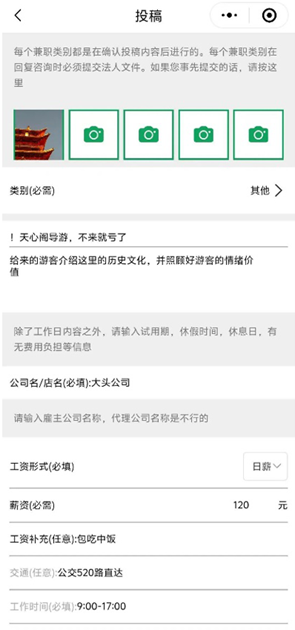 投稿
每个兼职类别都是在确认投稿内容后进行的。每个兼职类别在
回复咨询时必须提交法人文件。如果您事先提交的话，请按这
里
类别(必需)
其他
！天心阁导游，不来就亏了
给来的游客介绍这里的历史文化，并照顾好游客的情绪价
值
除了工作日内容之外，请输入试用期，休假时间，休息日，有
无费用负担等信息
公司名/店名(必填):大头公司
请输入雇主公司名称，代理公司名称是不行的
工资形式(必填)
日薪
薪资(必需)
120 元
工资补充(任意):包吃中饭
交通(任意):公交520路直达
工作时间(必填):9:00-17:00